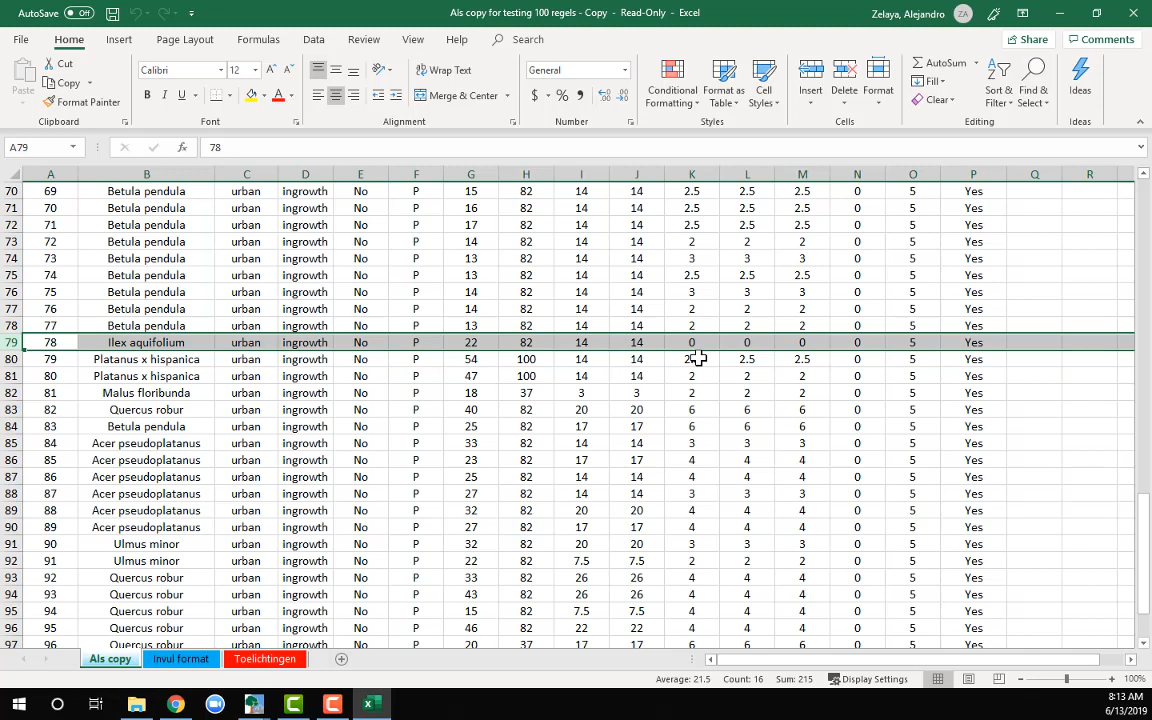 AutoSave Off Als copy for testing 100 regels - Copy - Read-Only - Excel Zelaya, Alejandro ZA
File Home Insert Page Layout Formulas Data Review View Help Search Share Comments
Paste Cut Copy Format Painter Clipboard
Calibri 12 A A B I U A Font
Wrap Text Merge & Center Alignment
General $ % , Number
Conditional Formatting Format as Table Cell Styles Styles
Insert Delete Format Cells
AutoSum Fill Clear Sort & Filter Find & Select Editing
Ideas Ideas
A79 fx 78
A B C D E F G H I J K L M N O P Q R
70 69 Betula pendula urban ingrowth No P 15 82 14 14 2.5 2.5 2.5 0 5 Yes
71 70 Betula pendula urban ingrowth No P 16 82 14 14 2.5 2.5 2.5 0 5 Yes
72 71 Betula pendula urban ingrowth No P 17 82 14 14 2.5 2.5 2.5 0 5 Yes
73 72 Betula pendula urban ingrowth No P 14 82 14 14 2 2 2 0 5 Yes
74 73 Betula pendula urban ingrowth No P 13 82 14 14 3 3 3 0 5 Yes
75 74 Betula pendula urban ingrowth No P 13 82 14 14 2.5 2.5 2.5 0 5 Yes
76 75 Betula pendula urban ingrowth No P 14 82 14 14 3 3 3 0 5 Yes
77 76 Betula pendula urban ingrowth No P 14 82 14 14 2 2 2 0 5 Yes
78 77 Betula pendula urban ingrowth No P 13 82 14 14 2 2 2 0 5 Yes
79 78 Ilex aquifolium urban ingrowth No P 22 82 14 14 0 0 0 0 5 Yes
80 79 Platanus x hispanica urban ingrowth No P 54 100 14 14 2.5 2.5 0 5 Yes
81 80 Platanus x hispanica urban ingrowth No P 47 100 14 14 2 2 2 0 5 Yes
82 81 Malus floribunda urban ingrowth No P 18 37 3 3 2 2 2 0 5 Yes
83 82 Quercus robur urban ingrowth No P 40 82 20 20 6 6 6 0 5 Yes
84 83 Betula pendula urban ingrowth No P 25 82 17 17 6 6 6 0 5 Yes
85 84 Acer pseudoplatanus urban ingrowth No P 33 82 14 14 3 3 3 0 5 Yes
86 85 Acer pseudoplatanus urban ingrowth No P 23 82 17 17 4 4 4 0 5 Yes
87 86 Acer pseudoplatanus urban ingrowth No P 25 82 14 14 4 4 4 0 5 Yes
88 87 Acer pseudoplatanus urban ingrowth No P 27 82 14 14 3 3 3 0 5 Yes
89 88 Acer pseudoplatanus urban ingrowth No P 32 82 20 20 4 4 4 0 5 Yes
90 89 Acer pseudoplatanus urban ingrowth No P 27 82 17 17 4 4 4 0 5 Yes
91 90 Ulmus minor urban ingrowth No P 32 82 20 20 3 3 3 0 5 Yes
92 91 Ulmus minor urban ingrowth No P 22 82 7.5 7.5 2 2 2 0 5 Yes
93 92 Quercus robur urban ingrowth No P 33 82 26 26 4 4 4 0 5 Yes
94 93 Quercus robur urban ingrowth No P 43 82 26 26 4 4 4 0 5 Yes
95 94 Quercus robur urban ingrowth No P 15 82 7.5 7.5 4 4 4 0 5 Yes
96 95 Quercus robur urban ingrowth No P 46 82 22 22 4 4 4 0 5 Yes
97 96 Quercus robur urban ingrowth No P 20 37 17 17 6 6 6 0 5 Yes
Als copy Invul format Toelichtingen
Average: 21.5 Count: 16 Sum: 215 Display Settings 100%
8:13 AM
6/13/2019